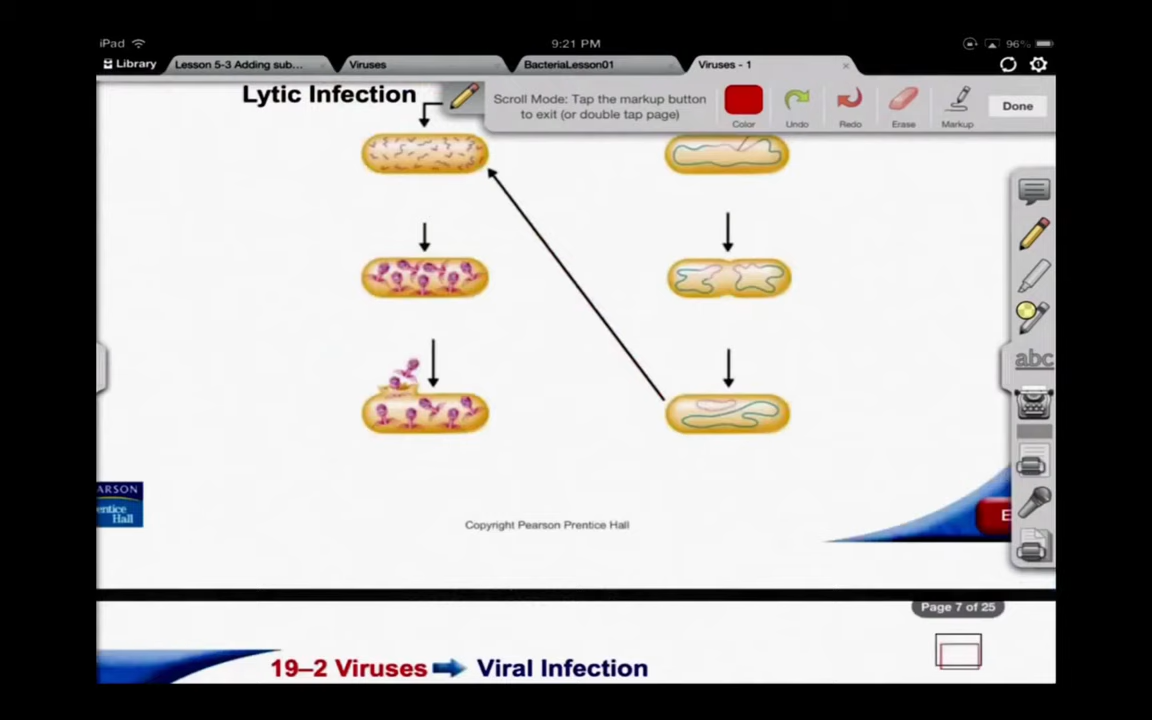 iPad
9:21 PM
96%
Library
Lesson 5-3 Adding sub...
Viruses
BacteriaLesson01
Viruses - 1
Lytic Infection
Scroll Mode: Tap the markup button
to exit (or double tap page)
Color
Undo
Redo
Erase
Markup
Done
abc
ARSON
entice
Hall
E
Copyright Pearson Prentice Hall
Page 7 of 25
19–2 Viruses
Viral Infection